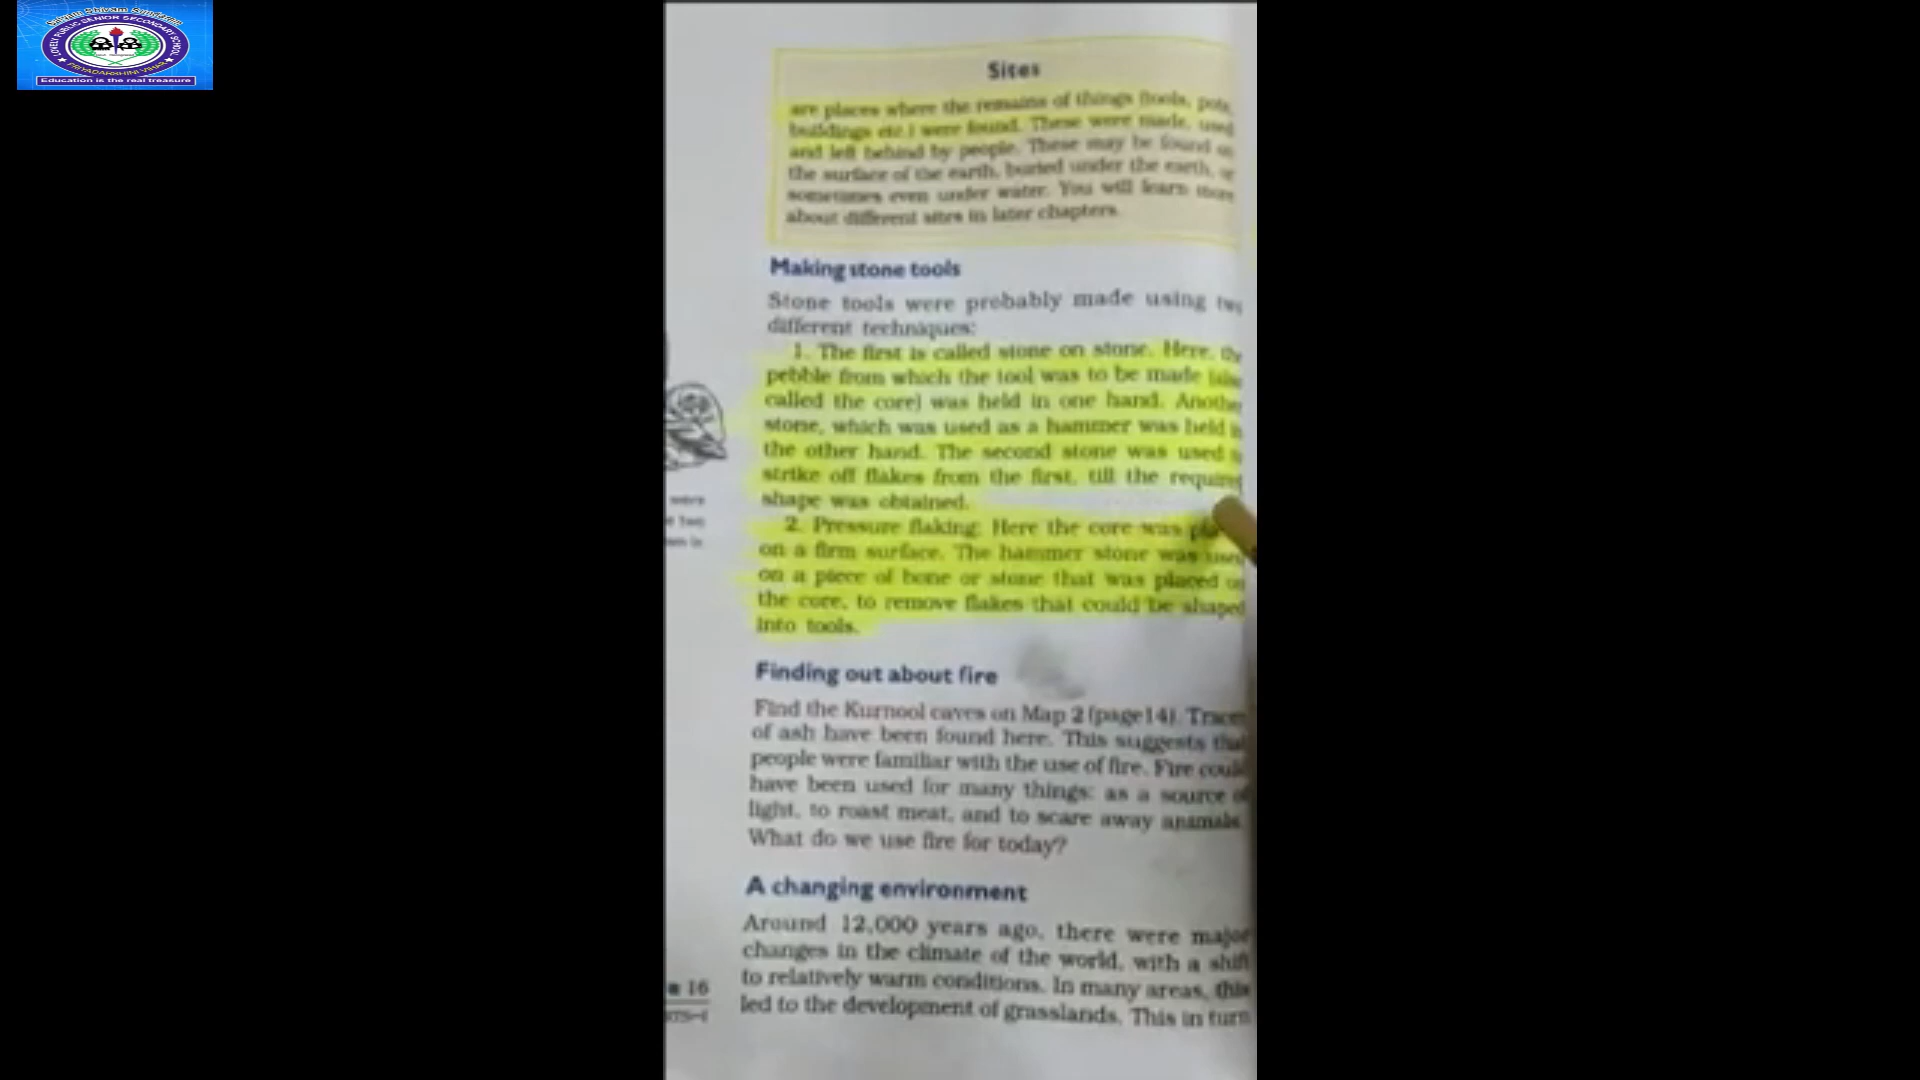 Satyam Shivam Sundaram
LOVELY PUBLIC SENIOR SECONDARY SCHOOL
PRIYADARSHINI VIHAR
Education is the real treasure
Sites
are places where the remains of things (tools, pots,
buildings etc.) were found. These were made, used
and left behind by people. These may be found on
the surface of the earth, buried under the earth, or
sometimes even under water. You will learn more
about different sites in later chapters.
Making stone tools
Stone tools were probably made using two
different techniques:
1. The first is called stone on stone. Here, the
pebble from which the tool was to be made (also
called the core) was held in one hand. Another
stone, which was used as a hammer was held in
the other hand. The second stone was used to
strike off flakes from the first, till the required
shape was obtained.
2. Pressure flaking: Here the core was
on a firm surface. The hammer stone was used
on a piece of bone or stone that was placed on
the core, to remove flakes that could be shaped
into tools.
Finding out about fire
Find the Kurnool caves on Map 2 (page14). Traces
of ash have been found here. This suggests that
people were familiar with the use of fire. Fire could
have been used for many things: as a source of
light, to roast meat, and to scare away animals.
What do we use fire for today?
A changing environment
Around 12,000 years ago, there were major
changes in the climate of the world, with a shift
to relatively warm conditions. In many areas, this
led to the development of grasslands. This in turn
were
16